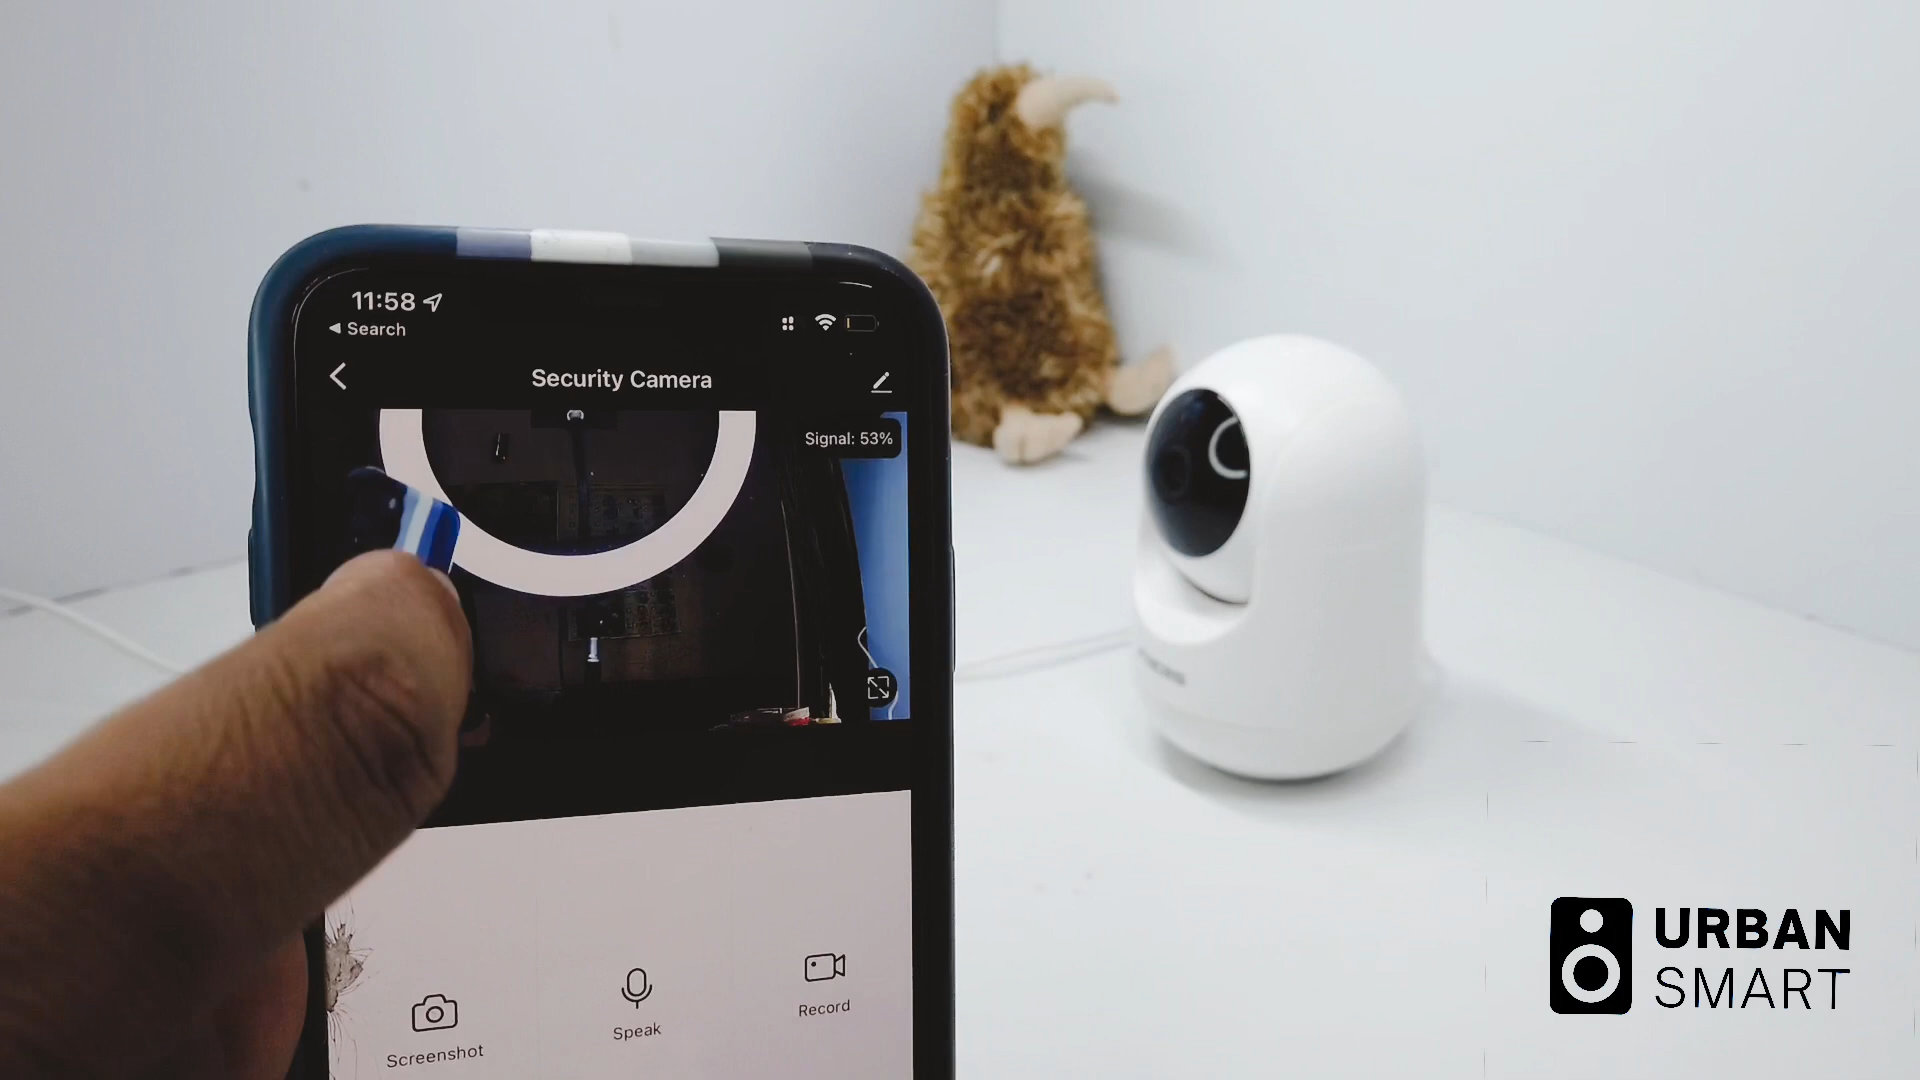 11:58
Search
Security Camera
Signal: 53%
Screenshot
Speak
Record
URBAN
SMART